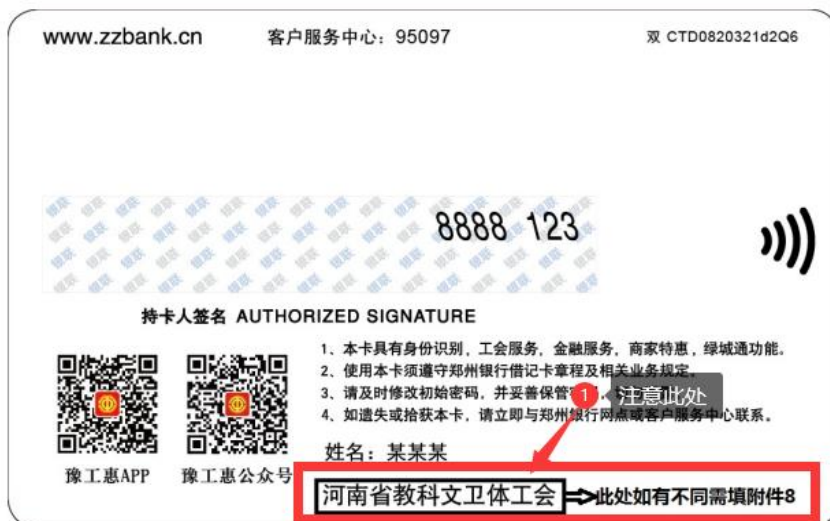 www.zzbank.cn 客户服务中心：95097 双 CTD0820321d2Q6
8888 123
持卡人签名 AUTHORIZED SIGNATURE
1、本卡具有身份识别，工会服务，金融服务，商家特惠，绿城通功能。
2、使用本卡须遵守郑州银行借记卡章程及相关业务规定。
3、请及时修改初始密码，并妥善保管
1 注意此处
4、如遗失或拾获本卡，请立即与郑州银行网点或客户服务中心联系。
姓名：某某某
豫工惠APP 豫工惠公众号
河南省教科文卫体工会 此处如有不同需填附件8